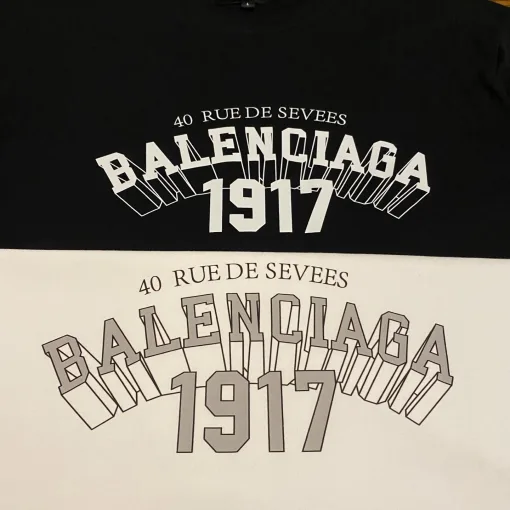 40 RUE DE SEVEES
BALENCIAGA
1917
40 RUE DE SEVEES
BALENCIAGA
1917